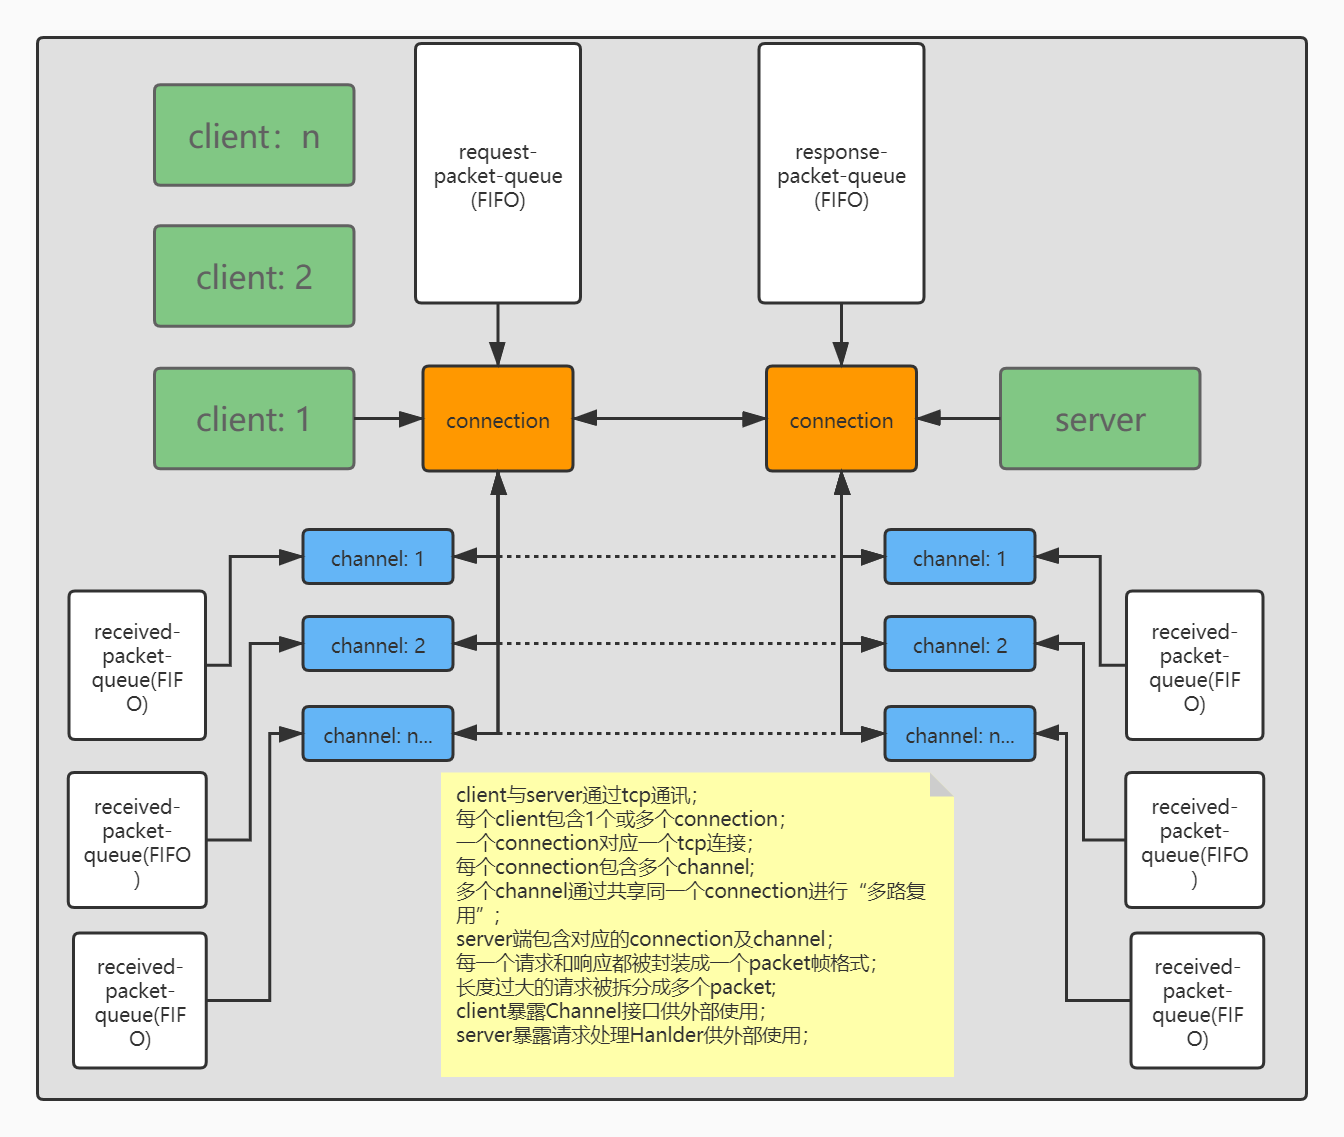 client：n
request-
packet-queue
(FIFO)
response-
packet-queue
(FIFO)
client: 2
client: 1
connection
connection
server
channel: 1
channel: 1
received-
packet-
queue(FIF
O)
channel: 2
channel: 2
received-
packet-
queue(FIF
O)
channel: n...
channel: n...
received-
packet-
queue(FIFO
)
received-
packet-
queue(FIFO
)
client与server通过tcp通讯；
每个client包含1个或多个connection；
一个connection对应一个tcp连接；
每个connection包含多个channel;
多个channel通过共享同一个connection进行“多路复
用”；
server端包含对应的connection及channel；
每一个请求和响应都被封装成一个packet帧格式；
长度过大的请求被拆分成多个packet;
client暴露Channel接口供外部使用；
server暴露请求处理Hanlder供外部使用；
received-
packet-
queue(FIF
O)
received-
packet-
queue(FIF
O)